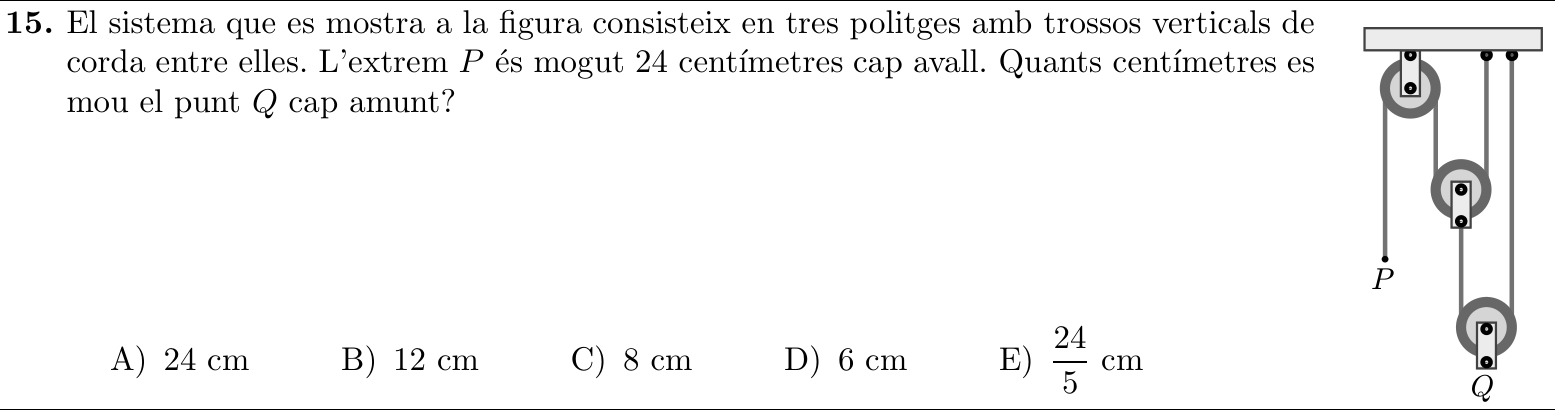 15. El sistema que es mostra a la figura consisteix en tres politges amb trossos verticals de
corda entre elles. L'extrem P és mogut 24 centímetres cap avall. Quants centímetres es
mou el punt Q cap amunt?
P
A) 24 cm B) 12 cm C) 8 cm D) 6 cm E) 24/5 cm
Q